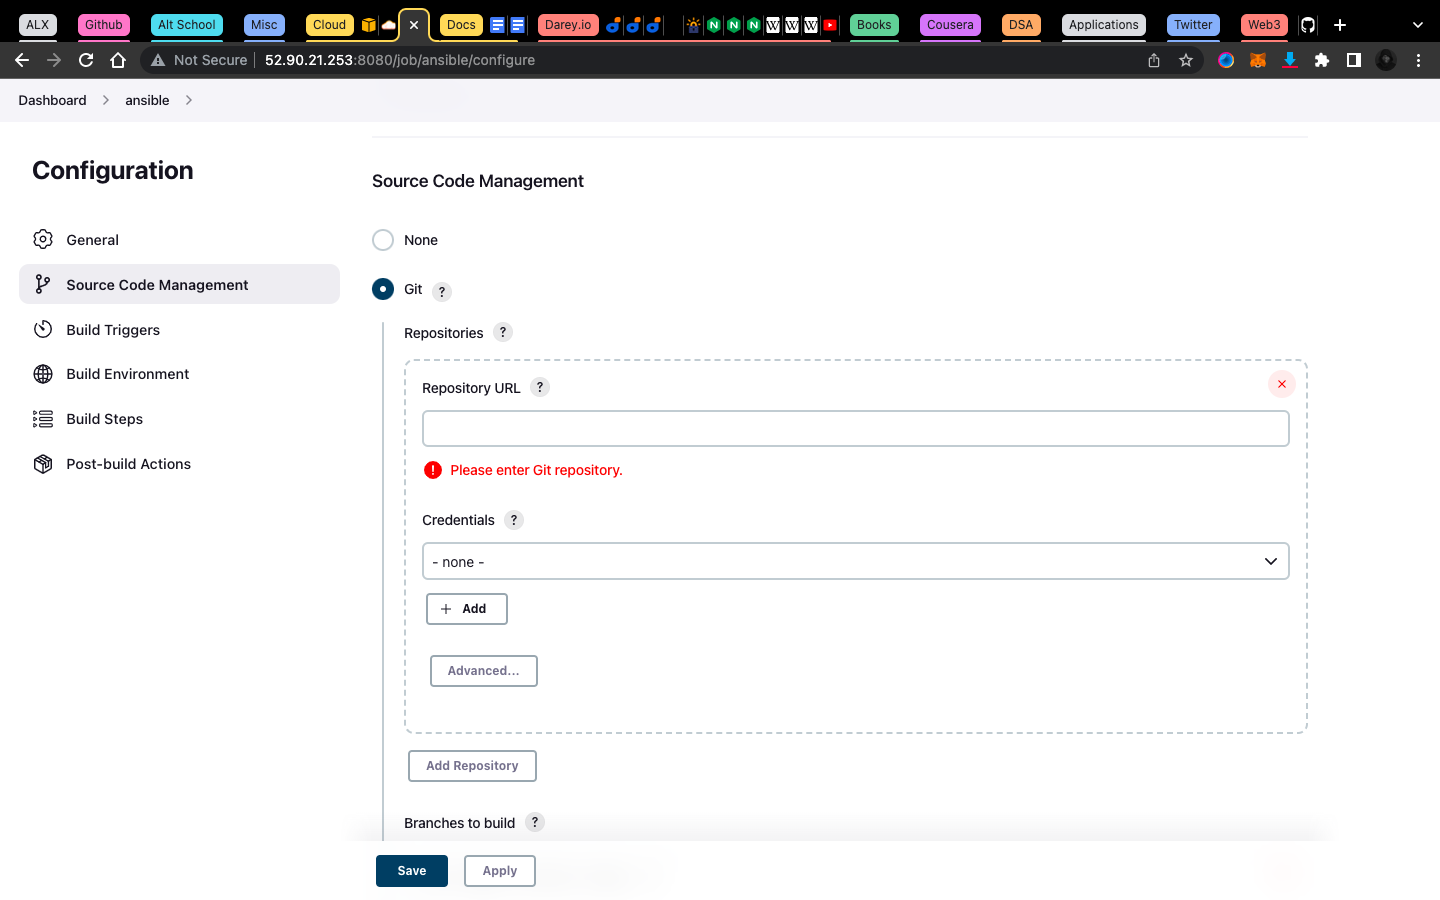 ALX Github Alt School Misc Cloud Docs Darey.io Books Cousera DSA Applications Twitter Web3
Not Secure 52.90.21.253:8080/job/ansible/configure
Dashboard ansible
Configuration
General
Source Code Management
Build Triggers
Build Environment
Build Steps
Post-build Actions
Source Code Management
None
Git ?
Repositories ?
Repository URL ?
! Please enter Git repository.
Credentials ?
- none -
+ Add
Advanced...
Add Repository
Branches to build ?
Save Apply